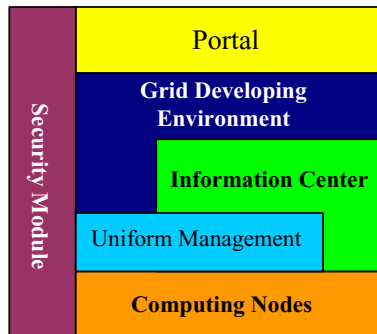 Portal
Security Module
Grid Developing
Environment
Information Center
Uniform Management
Computing Nodes